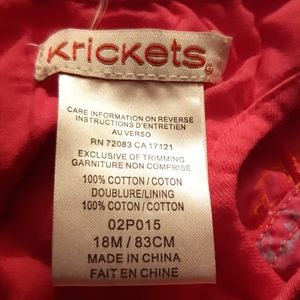 Krickets
CARE INFORMATION ON REVERSE
INSTRUCTIONS D'ENTRETIEN
AU VERSO
RN 72083 CA 17121
EXCLUSIVE OF TRIMMING
GARNITURE NON COMPRISE
100% COTTON / COTON
DOUBLURE/LINING
100% COTTON / COTON
02P015
18M / 83CM
MADE IN CHINA
FAIT EN CHINE